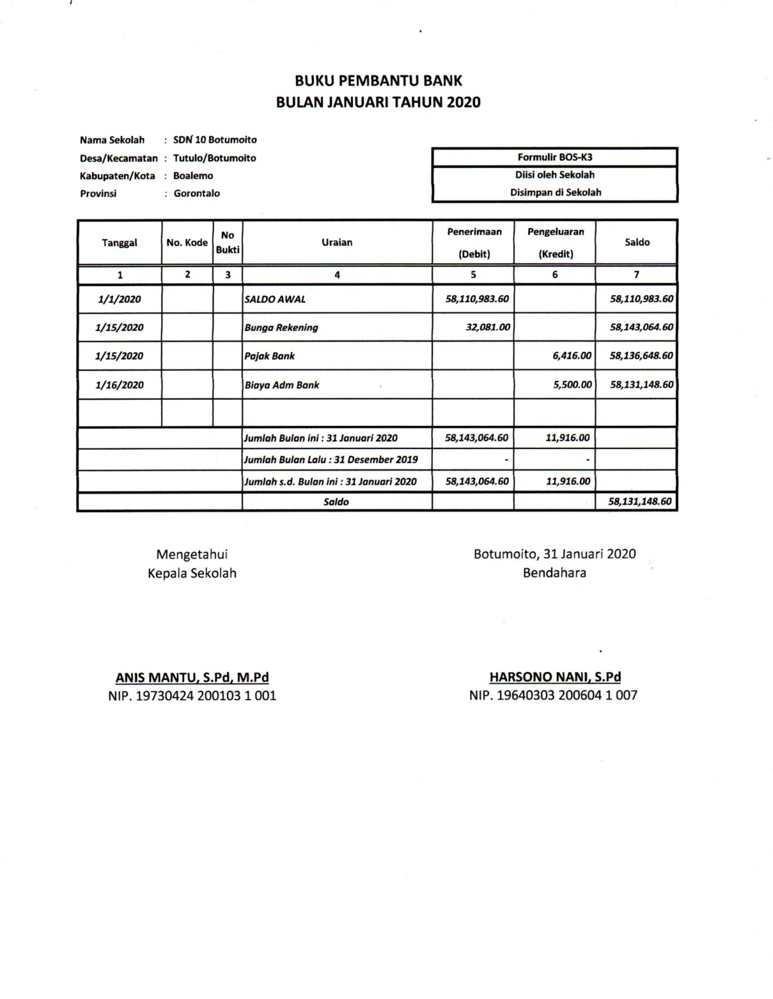 BUKU PEMBANTU BANK
BULAN JANUARI TAHUN 2020
Nama Sekolah : SDN 10 Botumoito
Desa/Kecamatan : Tutulo/Botumoito
Kabupaten/Kota : Boalemo
Provinsi : Gorontalo
Formulir BOS-K3
Diisi oleh Sekolah
Disimpan di Sekolah
Tanggal No. Kode No Bukti Uraian Penerimaan (Debit) Pengeluaran (Kredit) Saldo
1 2 3 4 5 6 7
1/1/2020 SALDO AWAL 58,110,983.60 58,110,983.60
1/15/2020 Bunga Rekening 32,081.00 58,143,064.60
1/15/2020 Pajak Bank 6,416.00 58,136,648.60
1/16/2020 Biaya Adm Bank 5,500.00 58,131,148.60
Jumlah Bulan ini : 31 Januari 2020 58,143,064.60 11,916.00
Jumlah Bulan Lalu : 31 Desember 2019 - -
Jumlah s.d. Bulan ini : 31 Januari 2020 58,143,064.60 11,916.00
Saldo 58,131,148.60
Mengetahui
Kepala Sekolah
Botumoito, 31 Januari 2020
Bendahara
ANIS MANTU, S.Pd, M.Pd
NIP. 19730424 200103 1 001
HARSONO NANI, S.Pd
NIP. 19640303 200604 1 007